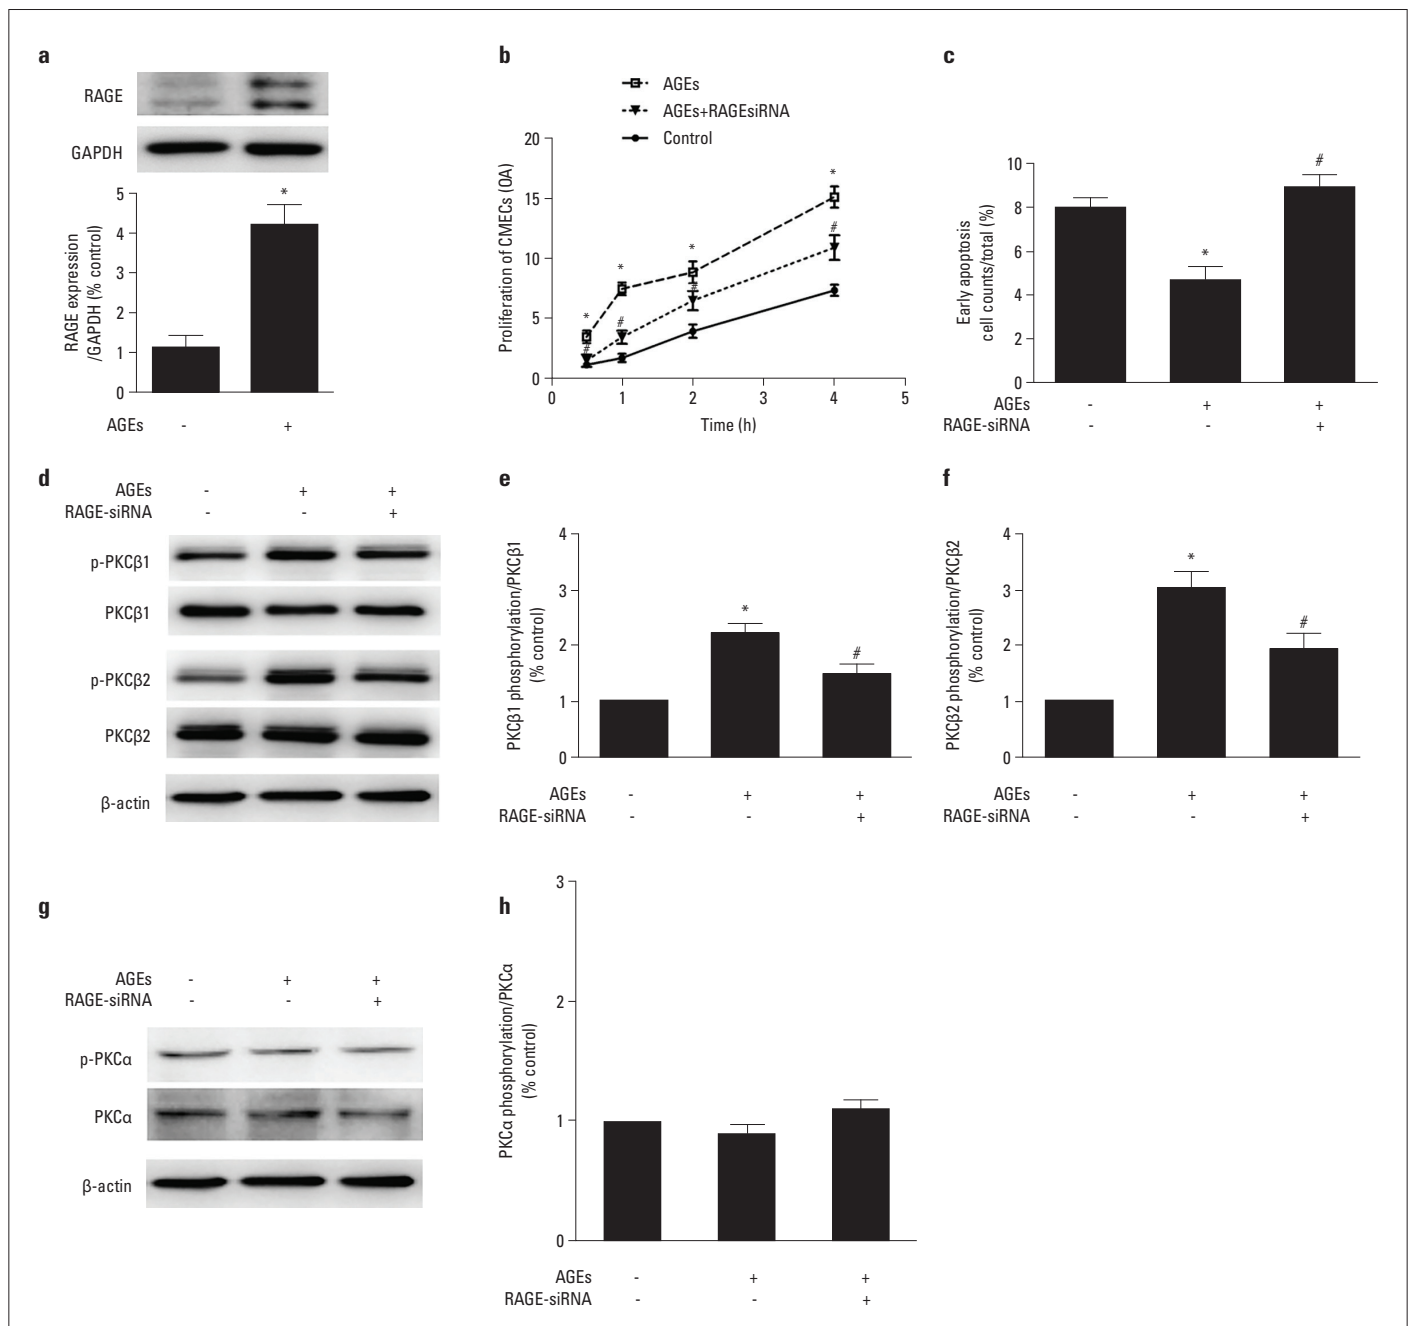 a
RAGE
GAPDH
RAGE expression
/GAPDH (% control)
5
4
3
2
1
0
*
AGEs - +
b
AGEs
AGEs+RAGEsiRNA
Control
Proliferation of CMECs (OA)
20
15
10
5
0
* * * *
# # # #
0 1 2 3 4 5
Time (h)
c
Early apoptosis
cell counts/total (%)
10
8
6
4
2
0
* #
AGEs - + +
RAGE-siRNA - - +
d
AGEs - + +
RAGE-siRNA - - +
p-PKCβ1
PKCβ1
p-PKCβ2
PKCβ2
β-actin
e
PKCβ1 phosphorylation/PKCβ1
(% control)
4
3
2
1
0
* #
AGEs - + +
RAGE-siRNA - - +
f
PKCβ2 phosphorylation/PKCβ2
(% control)
4
3
2
1
0
* #
AGEs - + +
RAGE-siRNA - - +
g
AGEs - + +
RAGE-siRNA - - +
p-PKCα
PKCα
β-actin
h
PKCα phosphorylation/PKCα
(% control)
3
2
1
0
AGEs - + +
RAGE-siRNA - - +